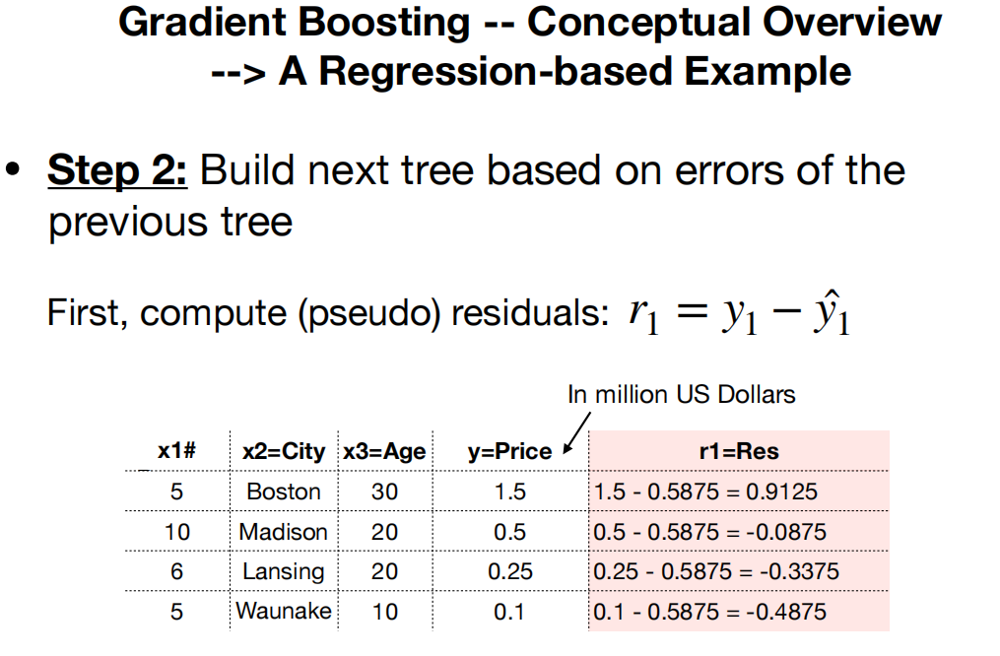 Gradient Boosting -- Conceptual Overview
--> A Regression-based Example
• Step 2: Build next tree based on errors of the
previous tree
First, compute (pseudo) residuals: r₁ = y₁ − ŷ₁
In million US Dollars
x1# x2=City x3=Age y=Price r1=Res
5 Boston 30 1.5 1.5 - 0.5875 = 0.9125
10 Madison 20 0.5 0.5 - 0.5875 = -0.0875
6 Lansing 20 0.25 0.25 - 0.5875 = -0.3375
5 Waunake 10 0.1 0.1 - 0.5875 = -0.4875